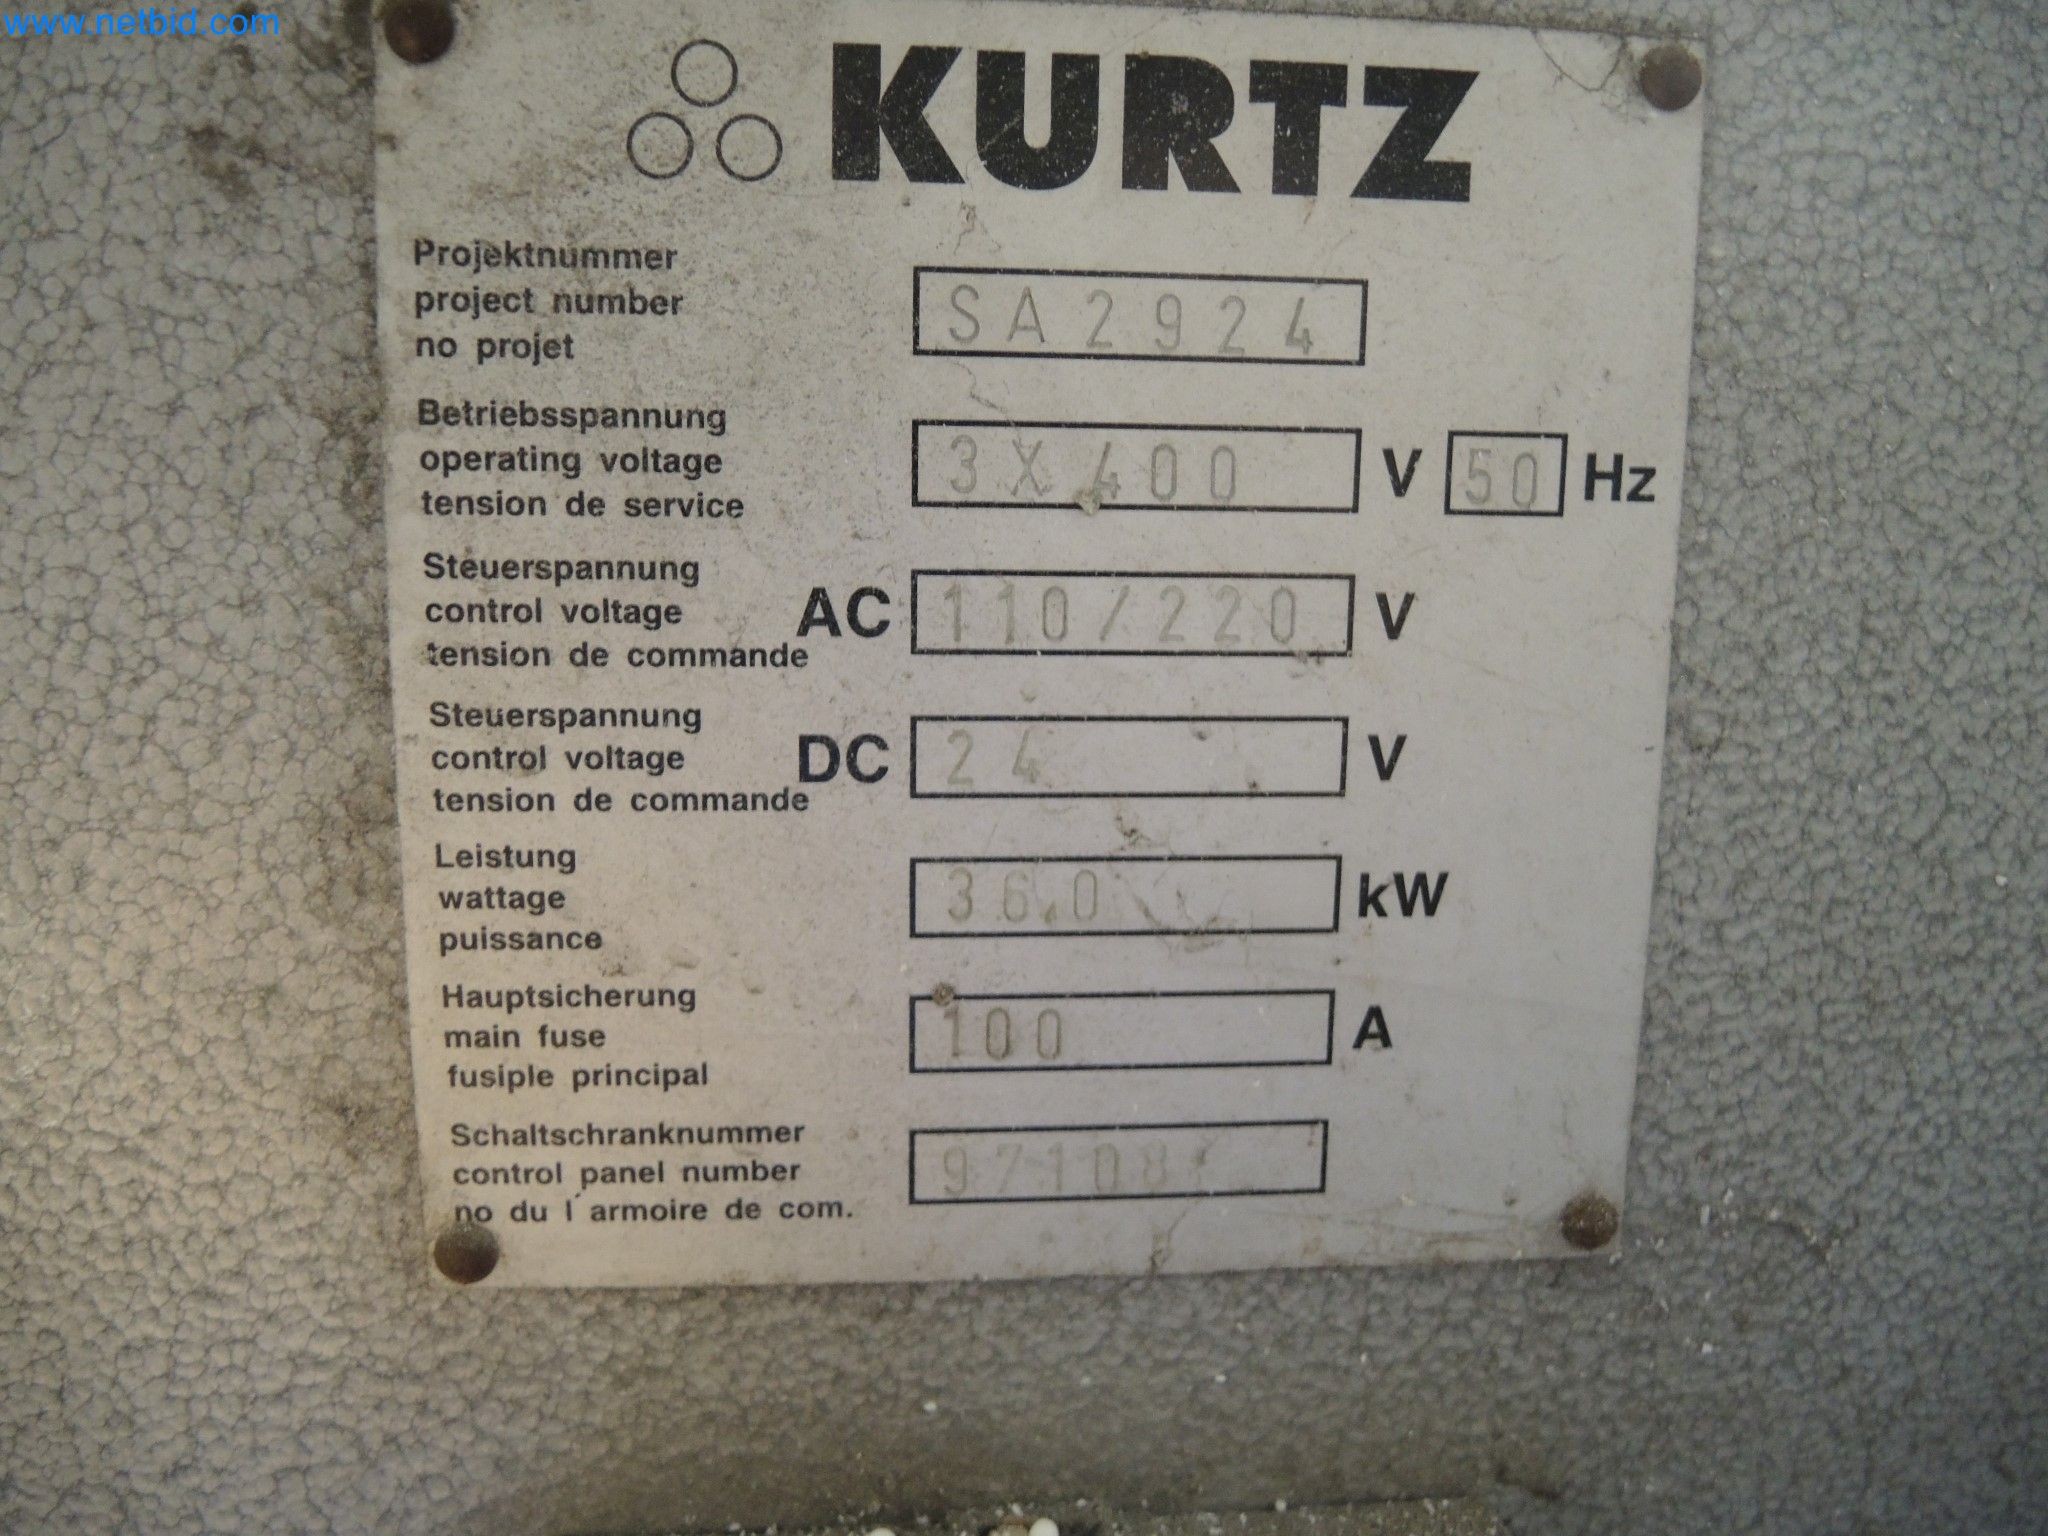 www.netbid.com
KURTZ
Projektnummer
project number
no projet
SA2924
Betriebsspannung
operating voltage
tension de service
3X400 V 50 Hz
Steuerspannung
control voltage
tension de commande
AC 110/220 V
Steuerspannung
control voltage
tension de commande
DC 24 V
Leistung
wattage
puissance
36.0 kW
Hauptsicherung
main fuse
fusiple principal
100 A
Schaltschranknummer
control panel number
no du l´armoire de com.